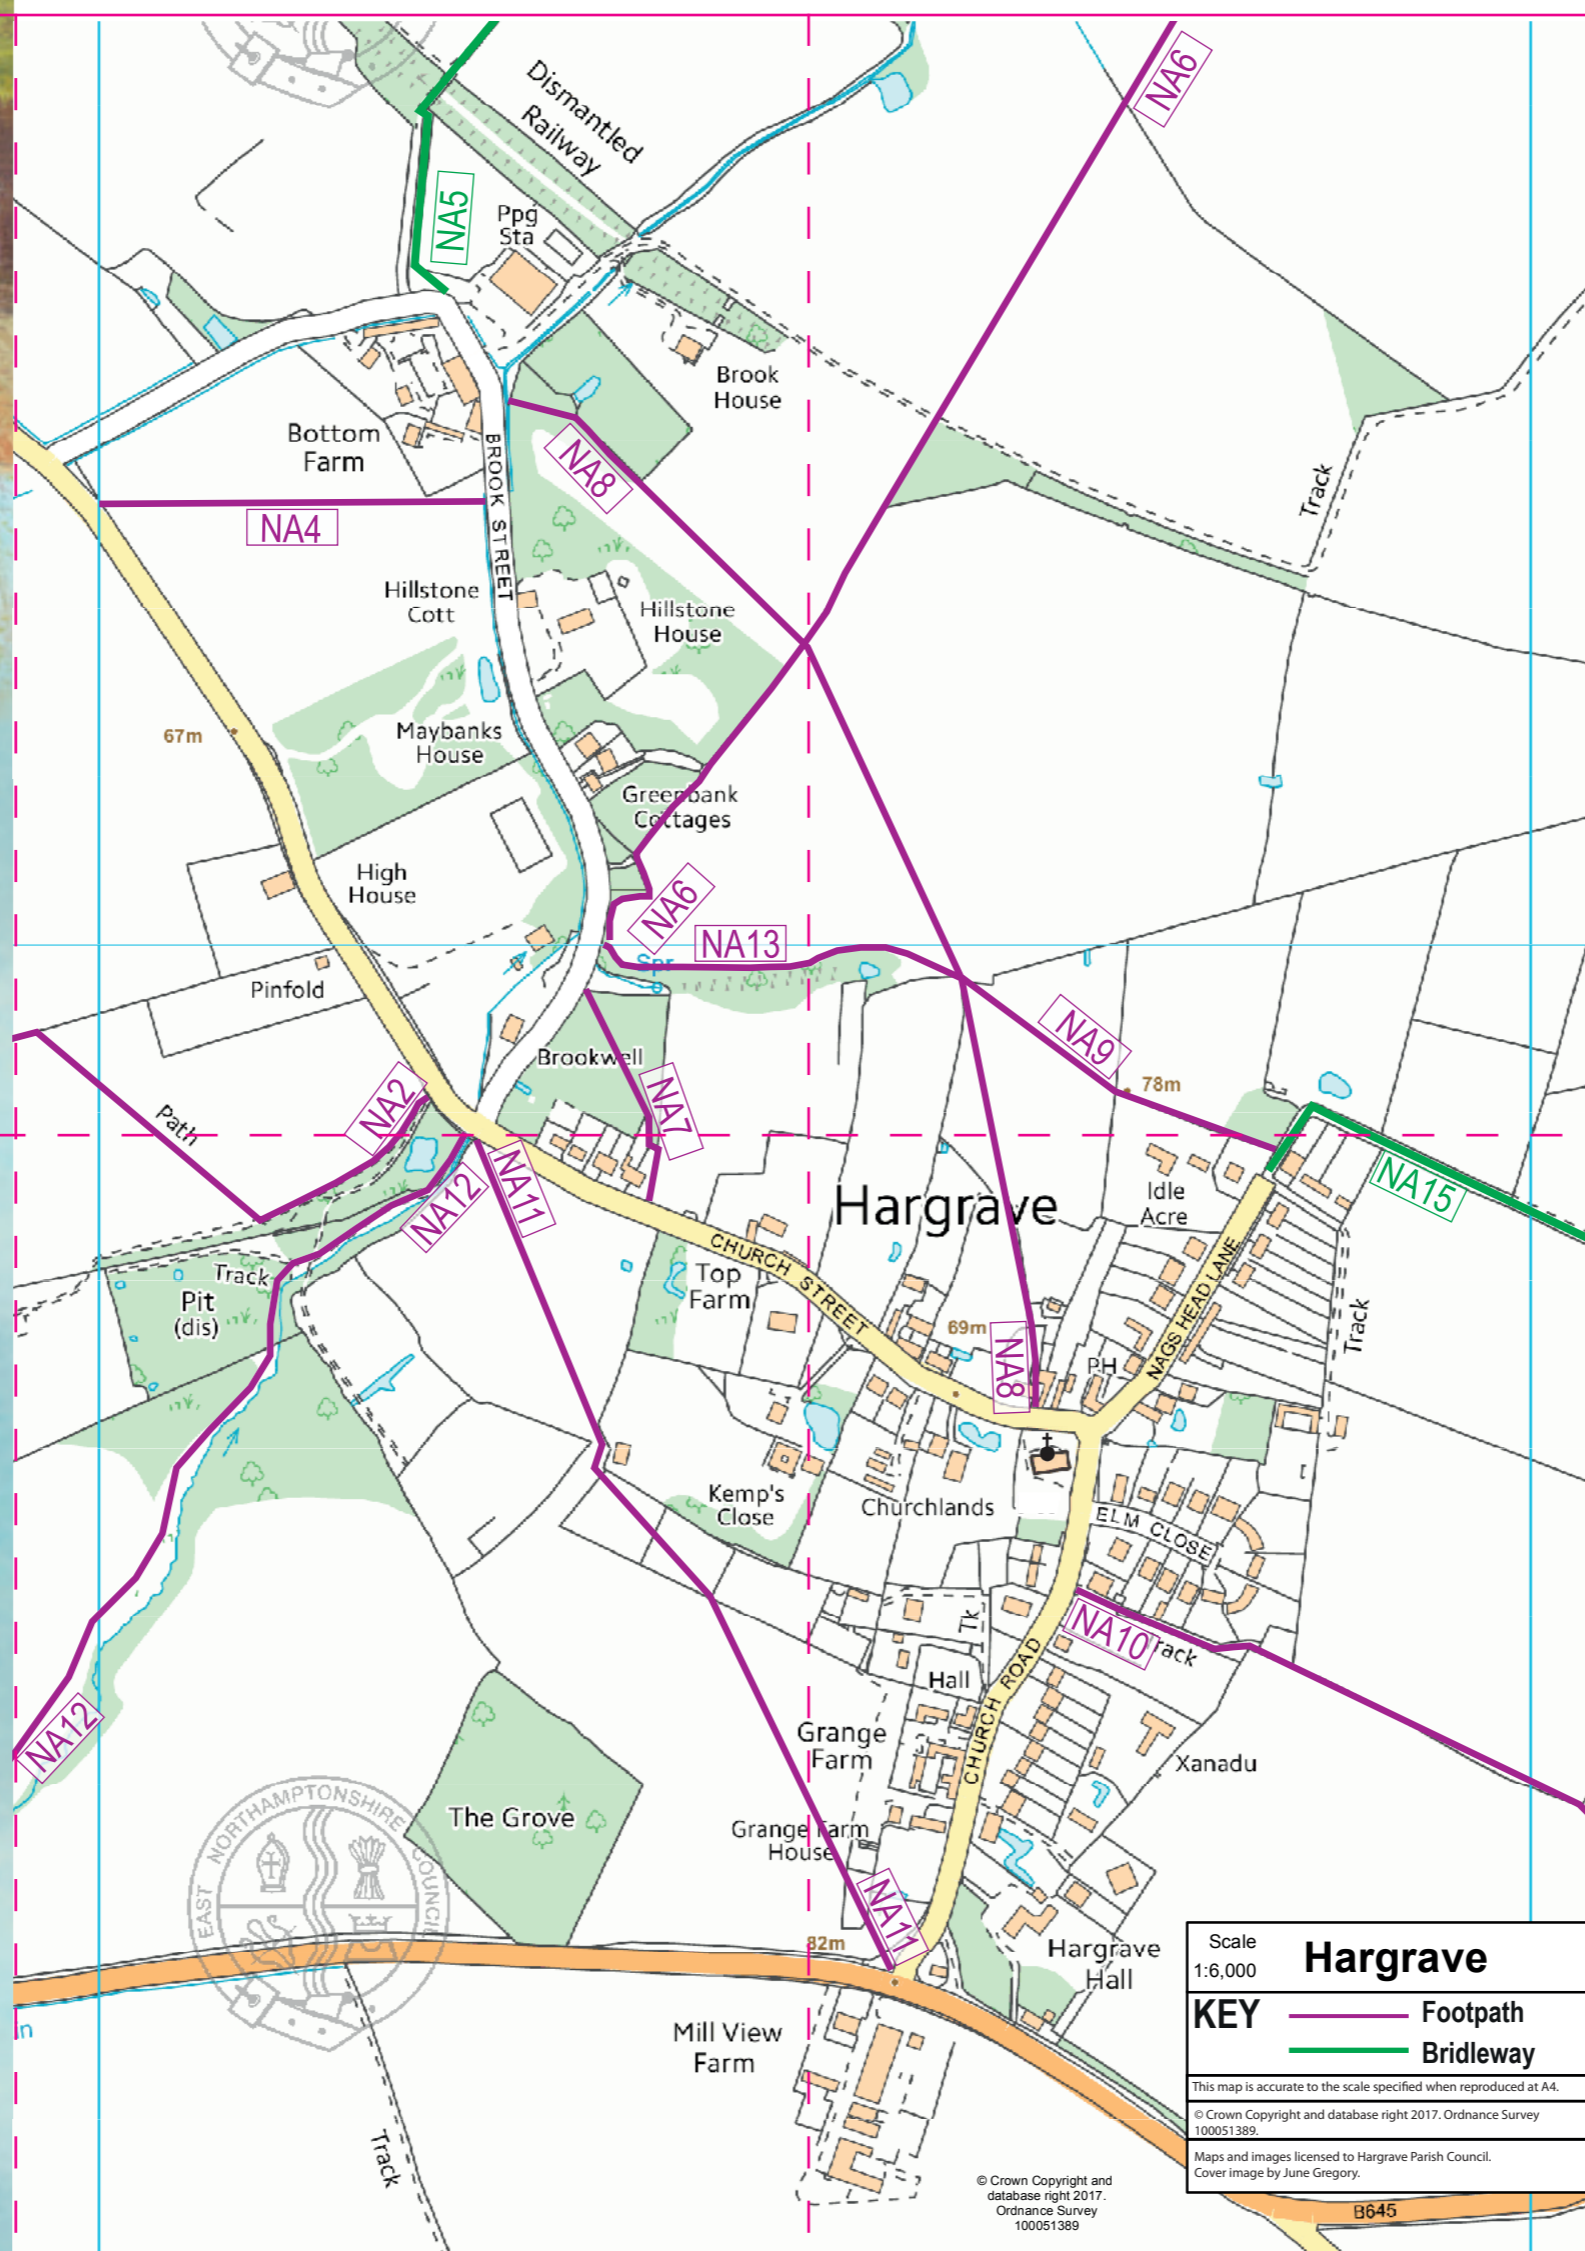 Dismantled
Railway
NA6
NA5
Ppg
Sta
Brook
House
Bottom
Farm
BROOK STREET
NA8
Track
NA4
Hillstone
Cott
Hillstone
House
67m
Maybanks
House
Greenbank
Cottages
High
House
NA6
NA13
Spr
Pinfold
NA9
78m
Brookwell
NA7
NA2
Path
NA12
NA11
Hargrave
Idle
Acre
NA15
CHURCH STREET
Top
Farm
Track
Pit
(dis)
NAGS HEAD LANE
Track
69m
NA8
PH
Kemp's
Close
Churchlands
ELM CLOSE
NA10
rack
Tk
Hall
CHURCH ROAD
NA12
Grange
Farm
Xanadu
The Grove
Grange Farm
House
EAST NORTHAMPTONSHIRE COUNCIL
NA11
82m
Hargrave
Hall
n
Mill View
Farm
Track
Scale
1:6,000
Hargrave
KEY
Footpath
Bridleway
This map is accurate to the scale specified when reproduced at A4.
© Crown Copyright and database right 2017. Ordnance Survey
100051389.
Maps and images licensed to Hargrave Parish Council.
Cover image by June Gregory.
© Crown Copyright and
database right 2017.
Ordnance Survey
100051389
B645